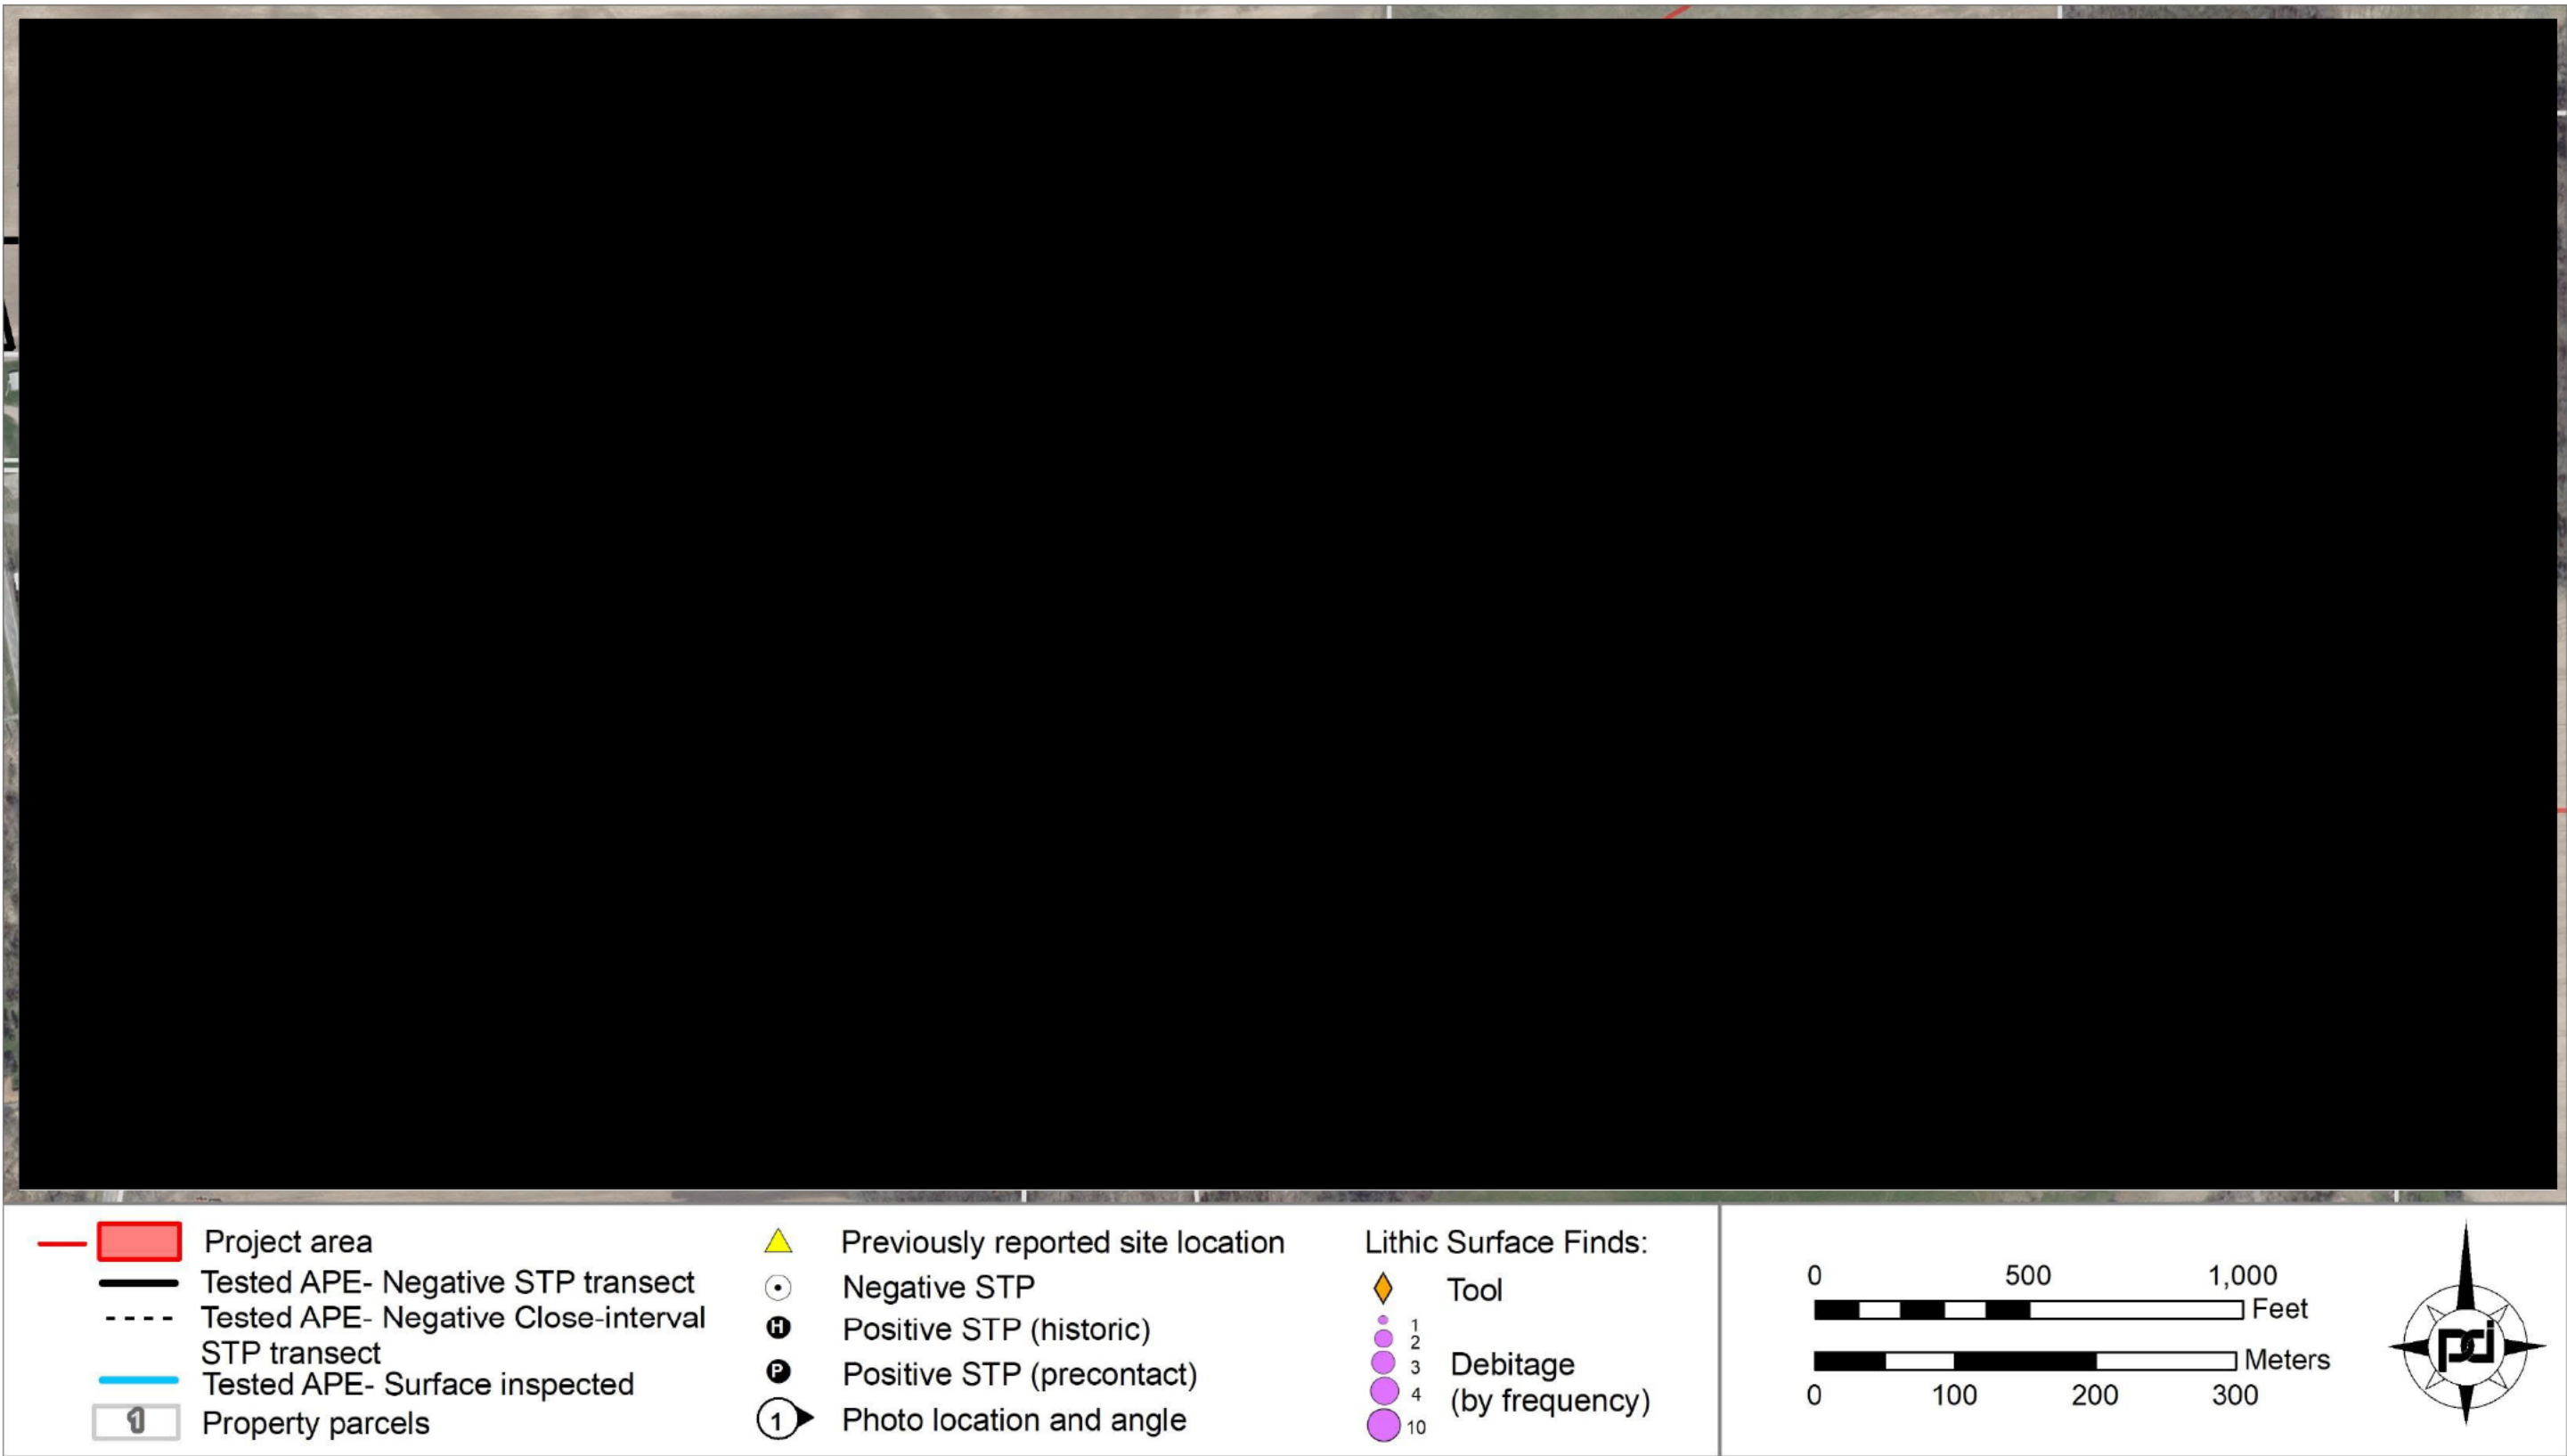 Project area
Tested APE- Negative STP transect
Tested APE- Negative Close-interval
STP transect
Tested APE- Surface inspected
1
Property parcels
Previously reported site location
Negative STP
H
Positive STP (historic)
P
Positive STP (precontact)
1
Photo location and angle
Lithic Surface Finds:
Tool
1
2
3
4
10
Debitage
(by frequency)
0 500 1,000
Feet
Meters
0 100 200 300
pci